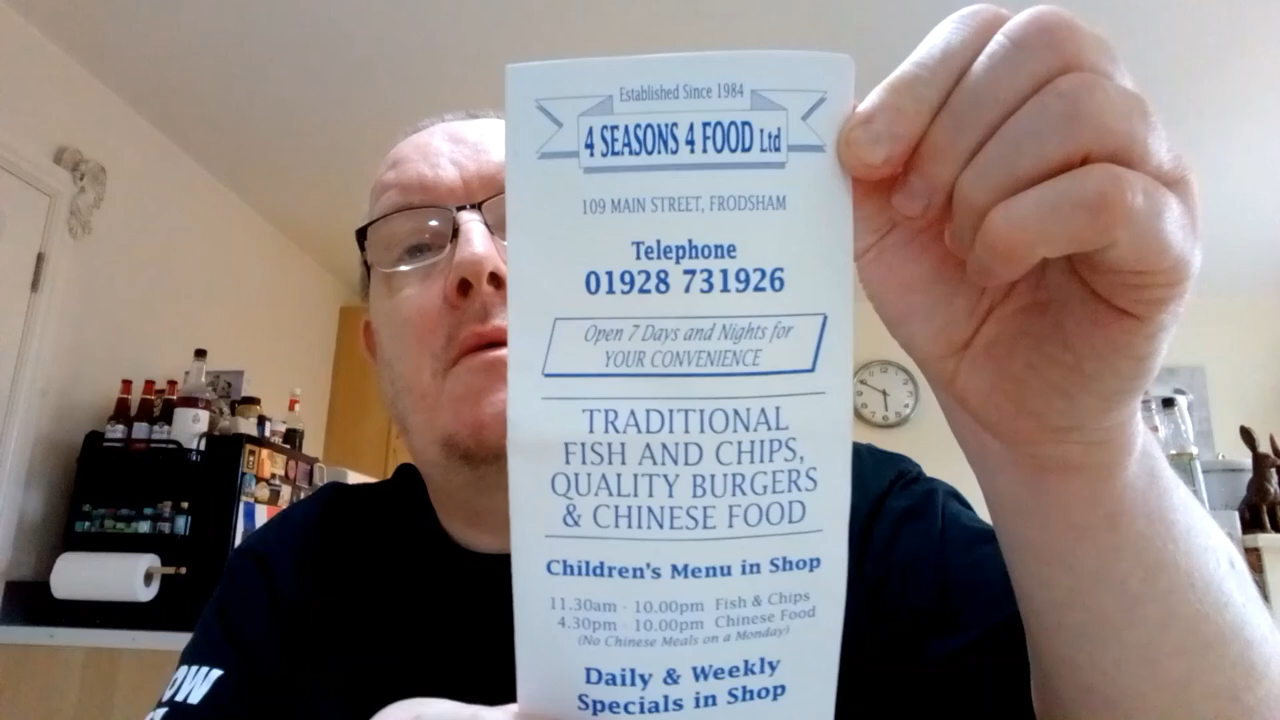 Established Since 1984
4 SEASONS 4 FOOD Ltd
109 MAIN STREET, FRODSHAM
Telephone
01928 731926
Open 7 Days and Nights for
YOUR CONVENIENCE
TRADITIONAL
FISH AND CHIPS,
QUALITY BURGERS
& CHINESE FOOD
Children's Menu in Shop
11.30am - 10.00pm Fish & Chips
4.30pm - 10.00pm Chinese Food
(No Chinese Meals on a Monday)
Daily & Weekly
Specials in Shop
OW